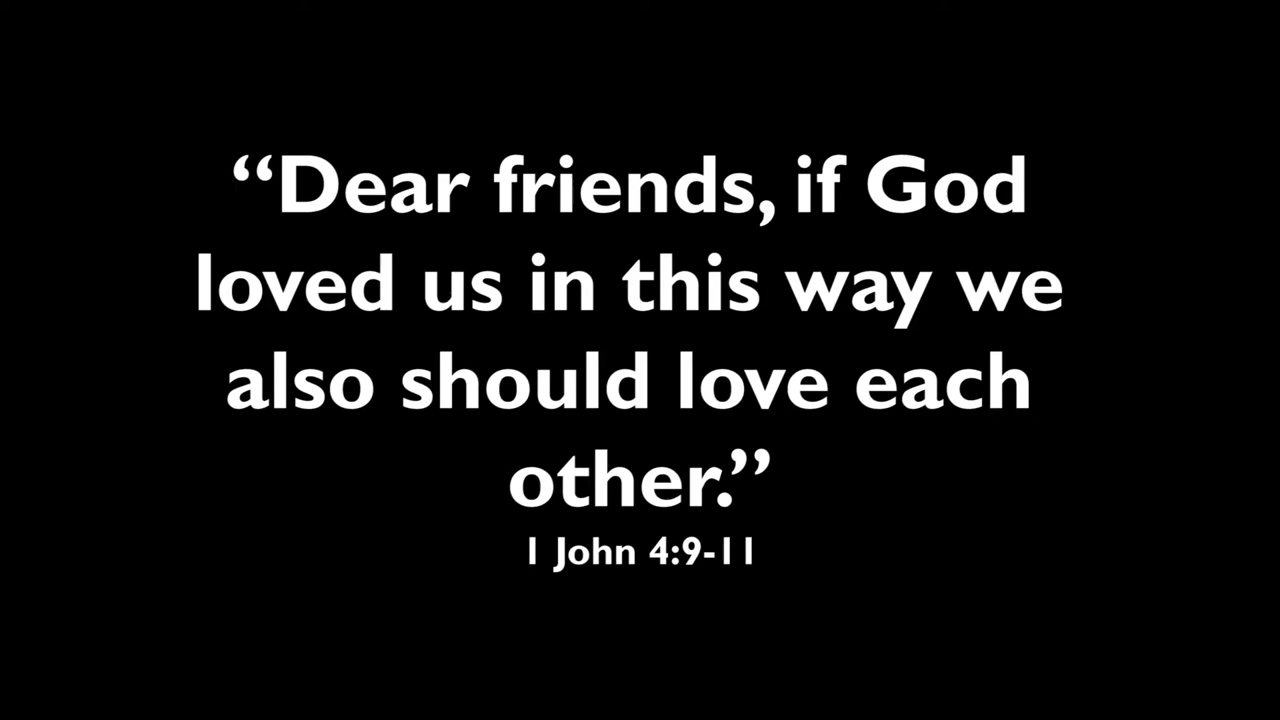 “Dear friends, if God
loved us in this way we
also should love each
other.”
1 John 4:9-11